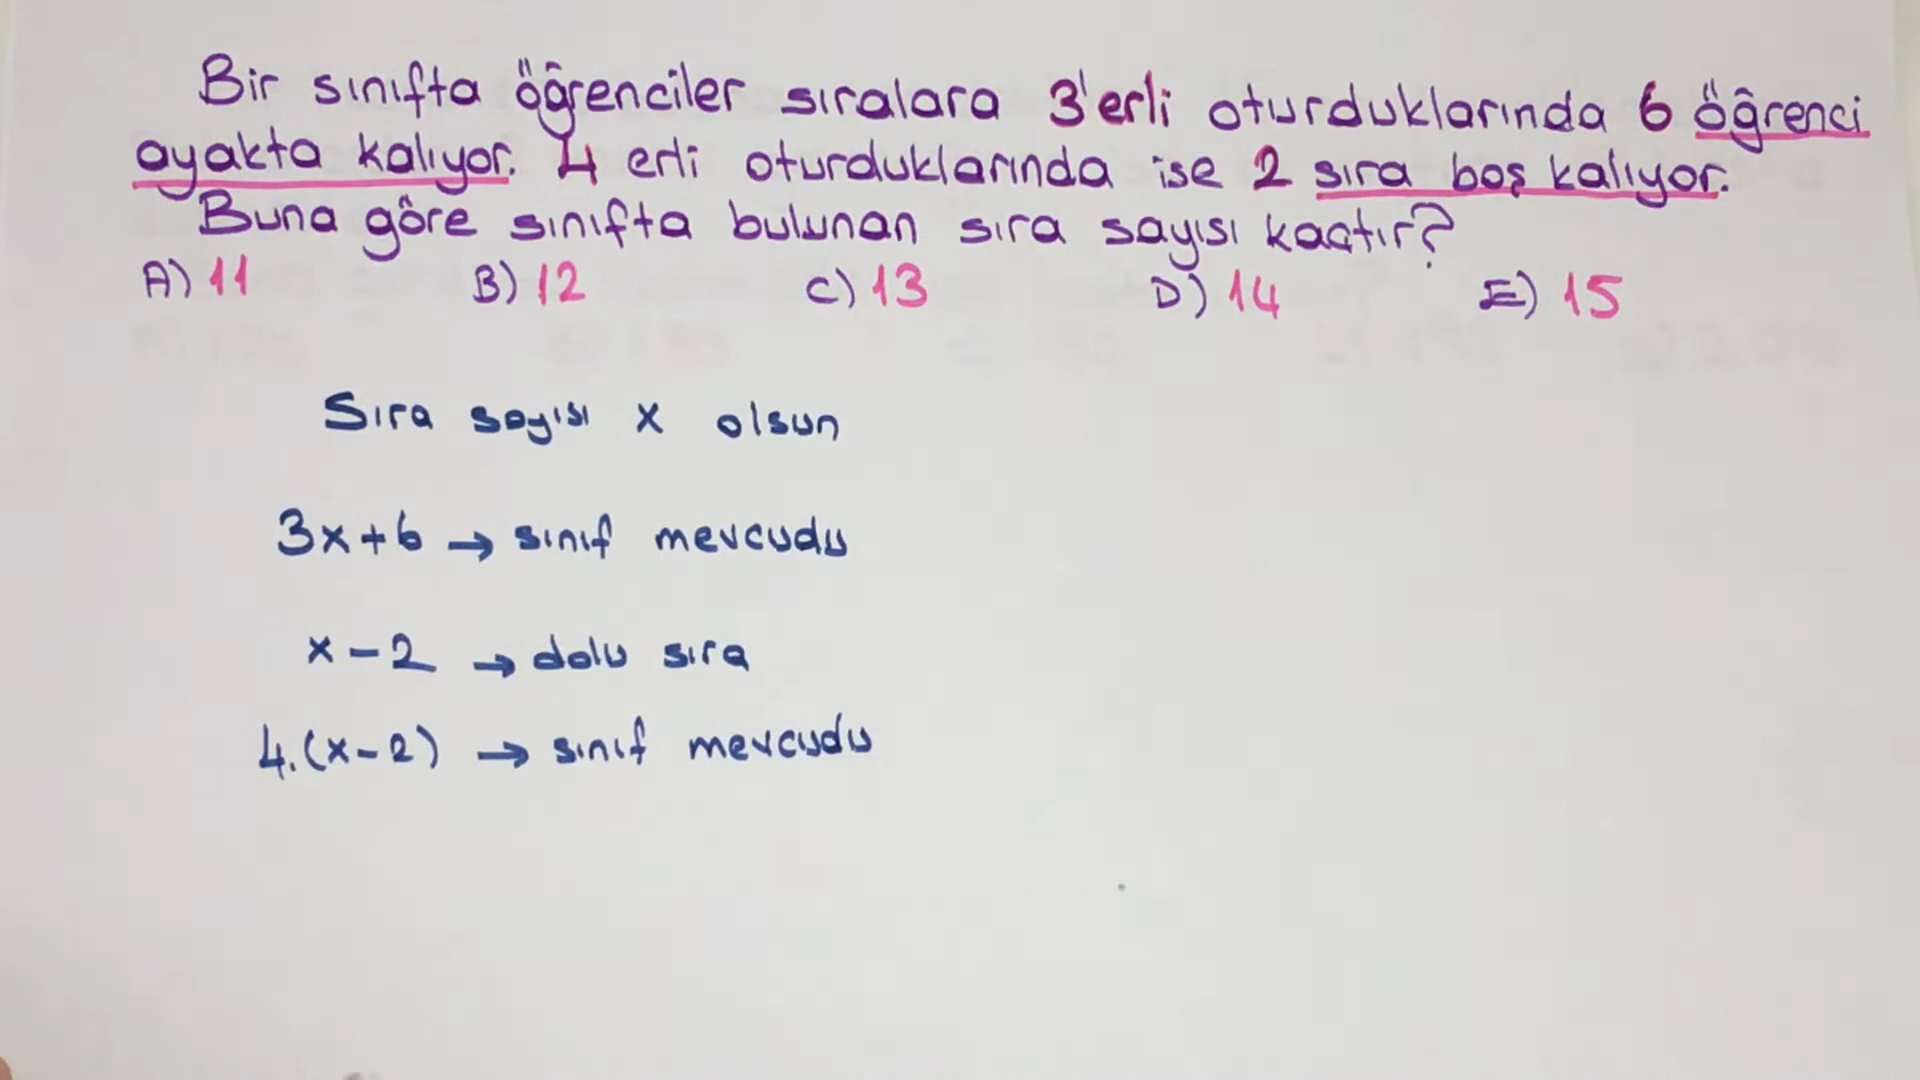 Bir sınıfta öğrenciler sıralara 3'erli oturduklarında 6 öğrenci
ayakta kalıyor. 4 erli oturduklarında ise 2 sıra boş kalıyor.
Buna göre sınıfta bulunan sıra sayısı kaçtır?
A) 11 B) 12 C) 13 D) 14 E) 15
Sıra sayısı x olsun
3x+6 → sınıf mevcudu
x-2 → dolu sıra
4.(x-2) → sınıf mevcudu